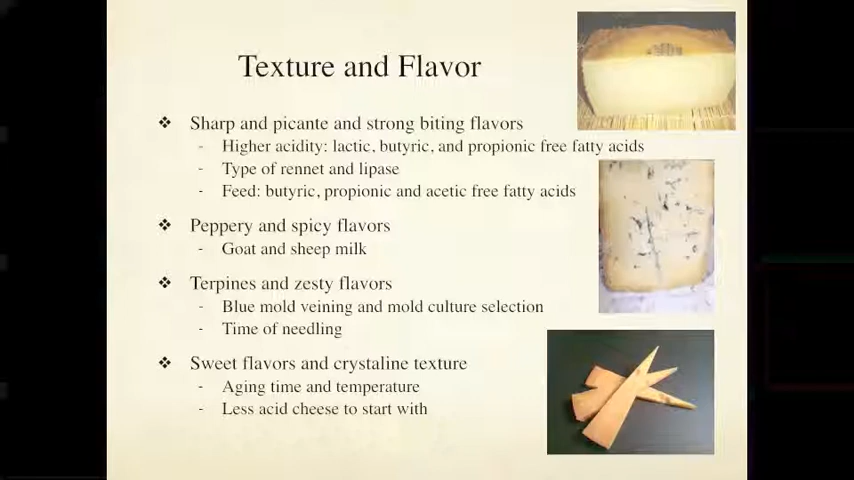 Texture and Flavor
❖ Sharp and picante and strong biting flavors
- Higher acidity: lactic, butyric, and propionic free fatty acids
- Type of rennet and lipase
- Feed: butyric, propionic and acetic free fatty acids
❖ Peppery and spicy flavors
- Goat and sheep milk
❖ Terpines and zesty flavors
- Blue mold veining and mold culture selection
- Time of needling
❖ Sweet flavors and crystaline texture
- Aging time and temperature
- Less acid cheese to start with